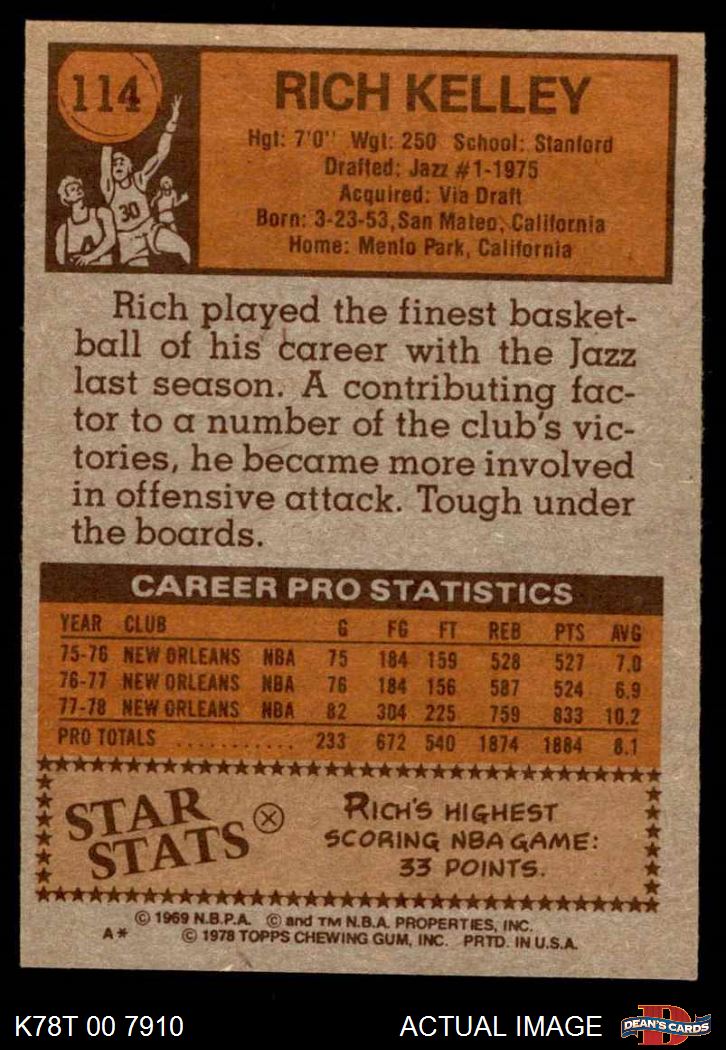 114
RICH KELLEY
Hgt: 7'0" Wgt: 250 School: Stanford
Drafted: Jazz #1-1975
Acquired: Via Draft
Born: 3-23-53, San Mateo, California
Home: Menlo Park, California
30
Rich played the finest basket-
ball of his career with the Jazz
last season. A contributing fac-
tor to a number of the club's vic-
tories, he became more involved
in offensive attack. Tough under
the boards.
CAREER PRO STATISTICS
YEAR CLUB G FG FT REB PTS AVG
75-76 NEW ORLEANS NBA 75 184 159 528 527 7.0
76-77 NEW ORLEANS NBA 76 184 156 587 524 6.9
77-78 NEW ORLEANS NBA 82 304 225 759 833 10.2
PRO TOTALS ........... 233 672 540 1874 1884 8.1
STAR
STATS
RICH'S HIGHEST
SCORING NBA GAME:
33 POINTS.
© 1969 N.B.P.A. © and TM N.B.A. PROPERTIES, INC.
A* © 1978 TOPPS CHEWING GUM, INC. PRTD. IN U.S.A.
K78T 00 7910 ACTUAL IMAGE
D
DEAN'S CARDS